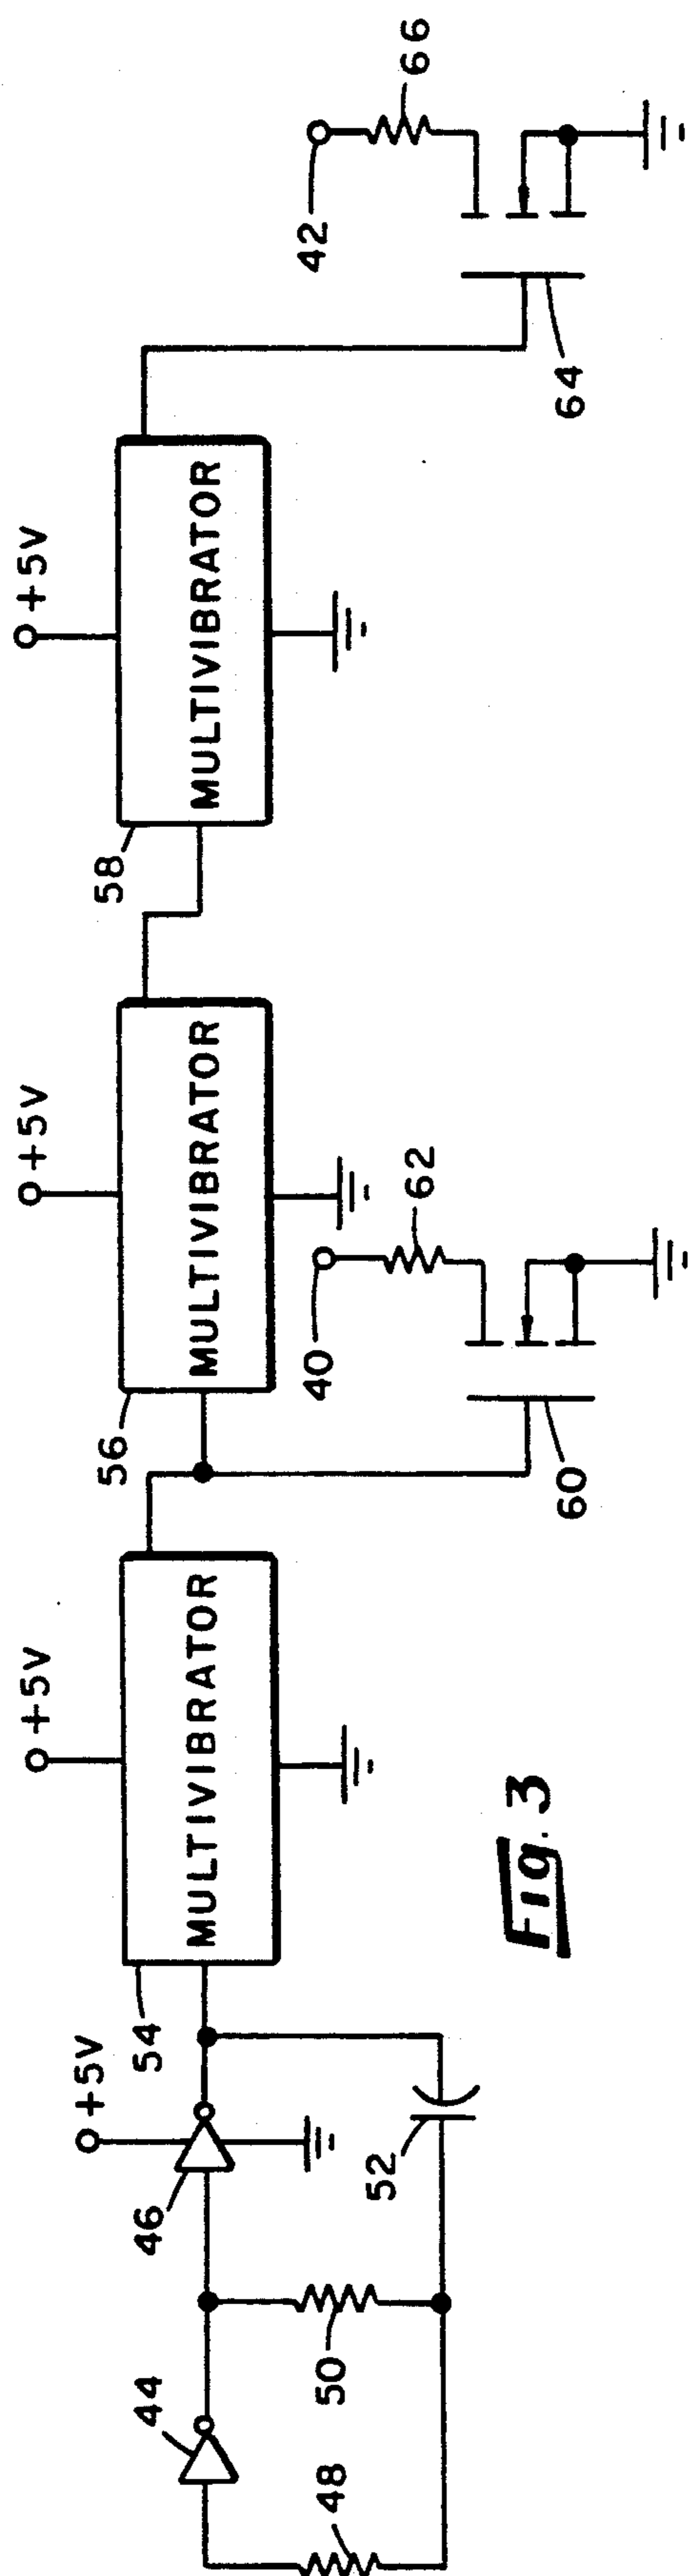 44
48
50
46
+5V
52
54
MULTIVIBRATOR
+5V
56
MULTIVIBRATOR
+5V
60
40
62
58
MULTIVIBRATOR
+5V
64
42
66
Fig. 3